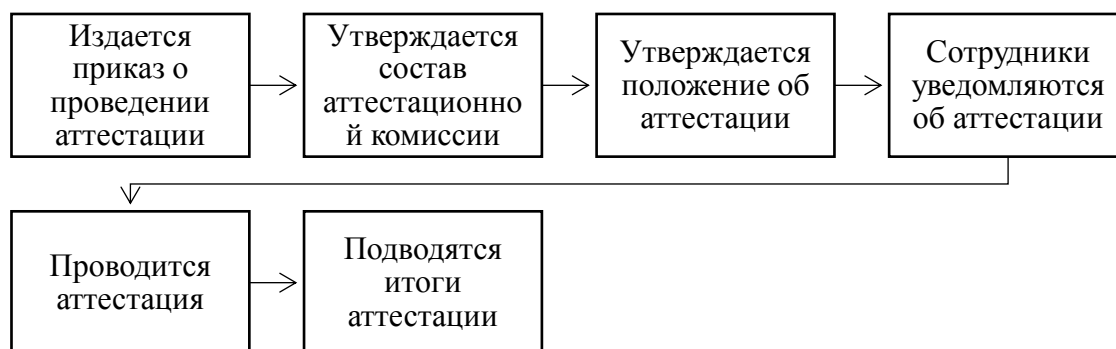 Издается
приказ о
проведении
аттестации
Утверждается
состав
аттестационно
й комиссии
Утверждается
положение об
аттестации
Сотрудники
уведомляются
об аттестации
Проводится
аттестация
Подводятся
итоги
аттестации